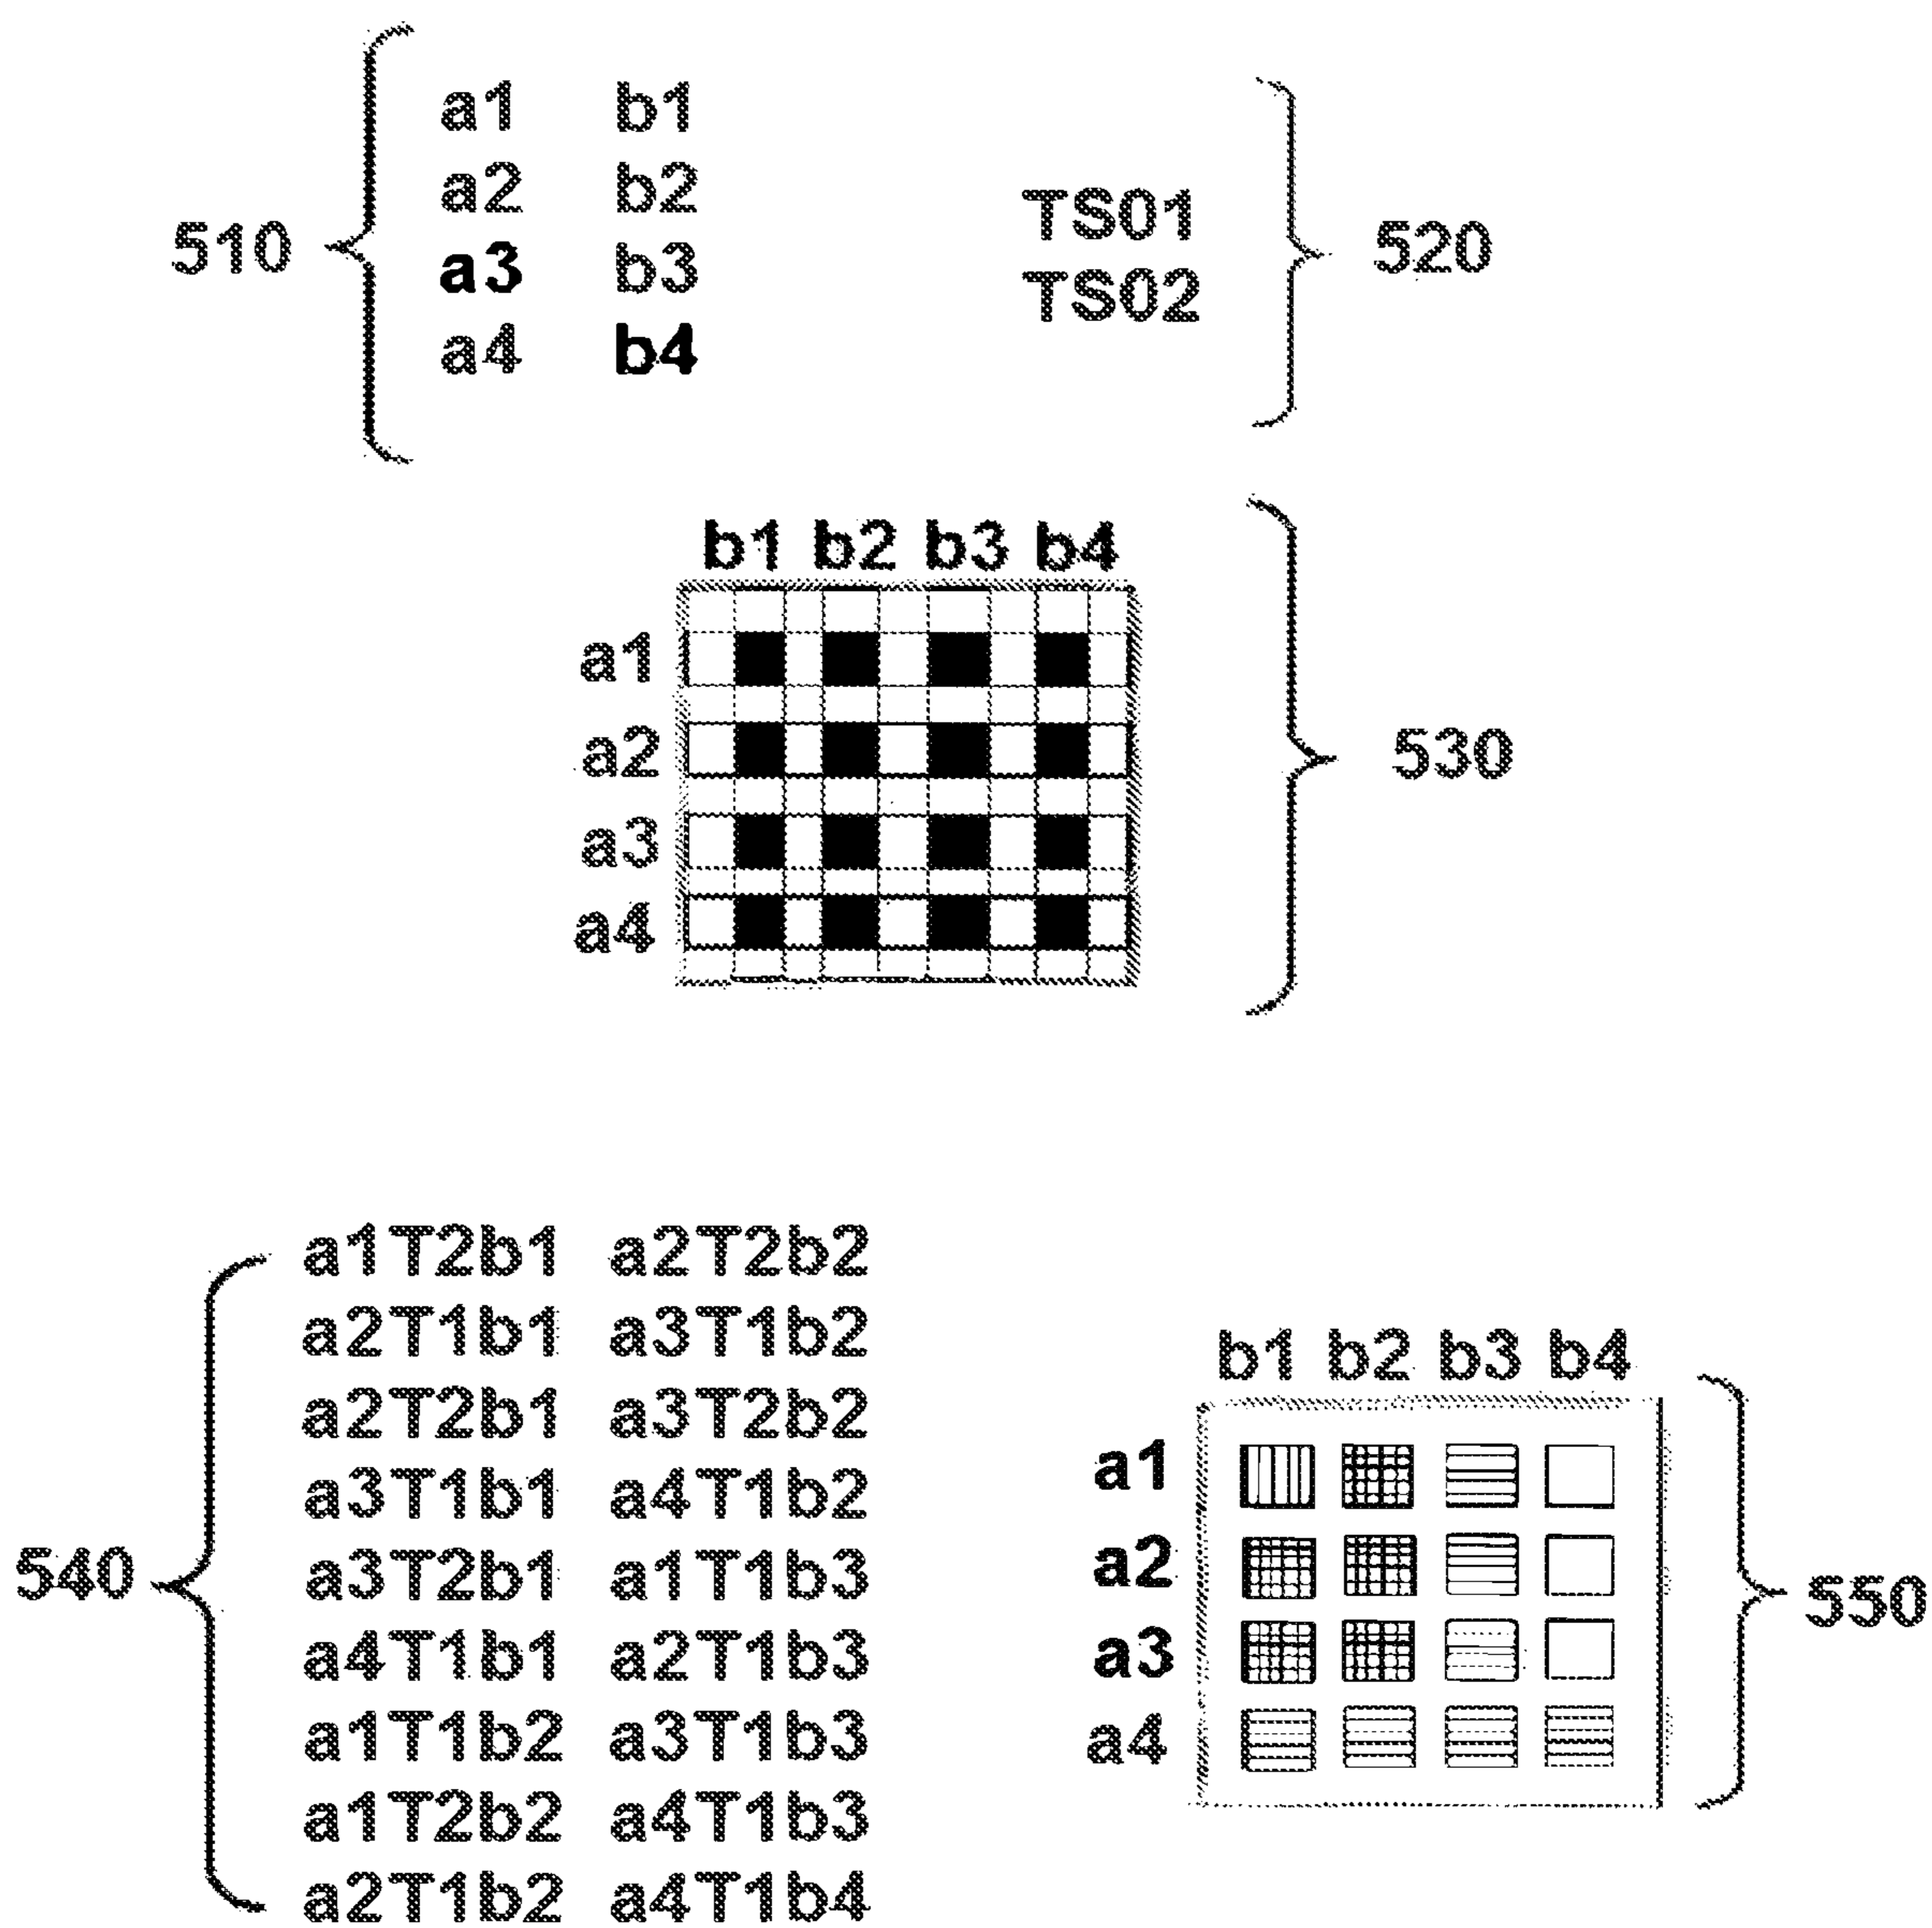 a1 b1
a2 b2
a3 b3
a4 b4
510
TS01
TS02
520
b1 b2 b3 b4
a1
a2
a3
a4
530
540
a1T2b1 a2T2b2
a2T1b1 a3T1b2
a2T2b1 a3T2b2
a3T1b1 a4T1b2
a3T2b1 a1T1b3
a4T1b1 a2T1b3
a1T1b2 a3T1b3
a1T2b2 a4T1b3
a2T1b2 a4T1b4
b1 b2 b3 b4
a1
a2
a3
a4
550